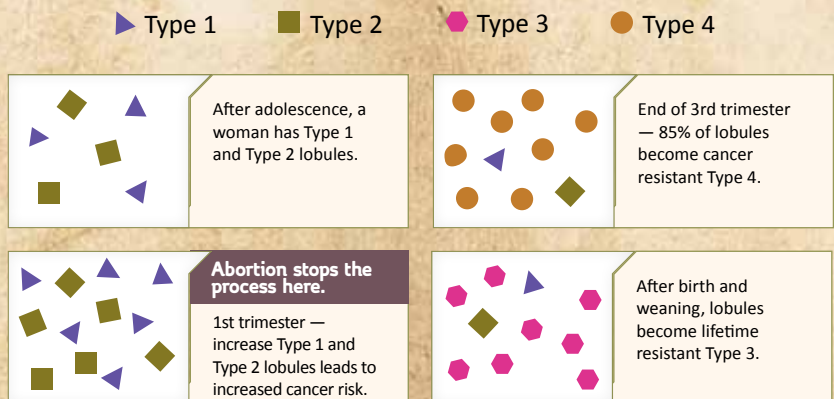 Type 1
Type 2
Type 3
Type 4
After adolescence, a
woman has Type 1
and Type 2 lobules.
End of 3rd trimester
— 85% of lobules
become cancer
resistant Type 4.
Abortion stops the
process here.
1st trimester —
increase Type 1 and
Type 2 lobules leads to
increased cancer risk.
After birth and
weaning, lobules
become lifetime
resistant Type 3.